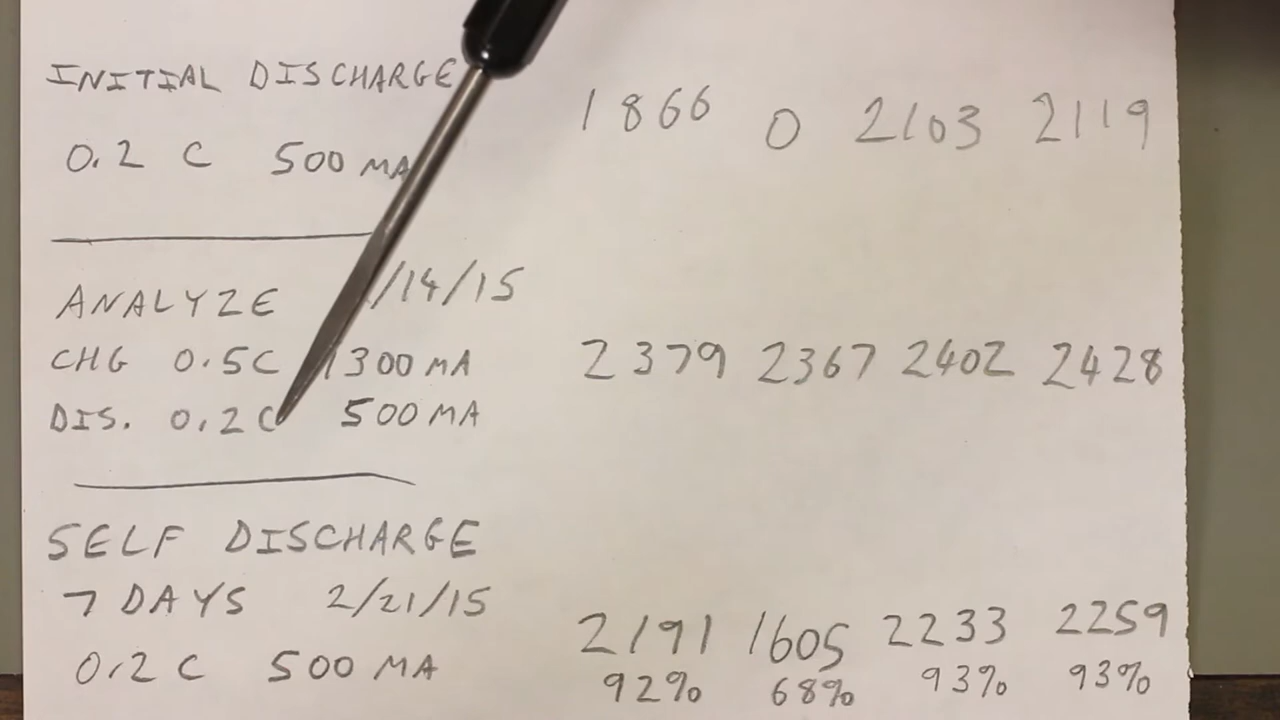 INITIAL DISCHARGE
1866 0 2103 2119
0.2 C 500 MA
ANALYZE /14/15
CHG 0.5C 1300 MA 2379 2367 2402 2428
DIS. 0.2C 500 MA
SELF DISCHARGE
7 DAYS 2/21/15
2191 1605 2233 2259
0.2 C 500 MA
92% 68% 93% 93%